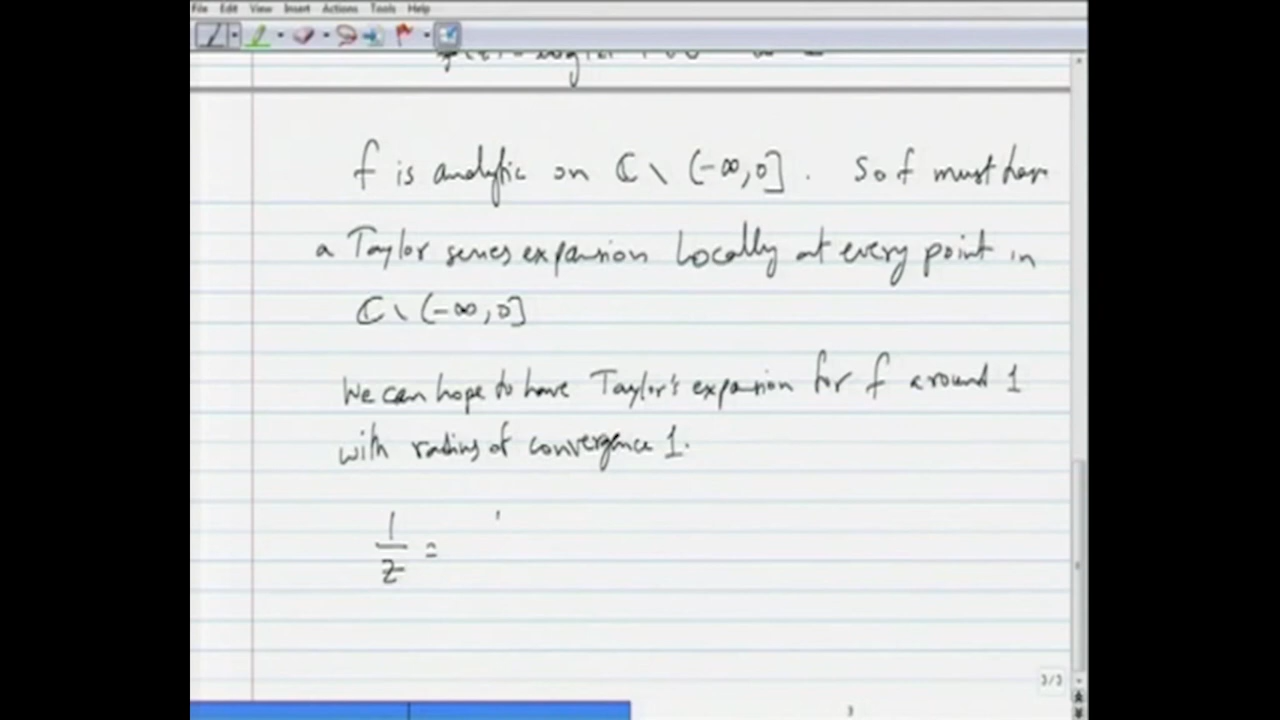 File Edit View Insert Actions Tools Help
f is analytic on ℂ \ (-∞,0]. So f must have
a Taylor series expansion locally at every point in
ℂ \ (-∞,0]
We can hope to have Taylor's expansion for f around 1
with radius of convergence 1.
1/z =
3/3
3